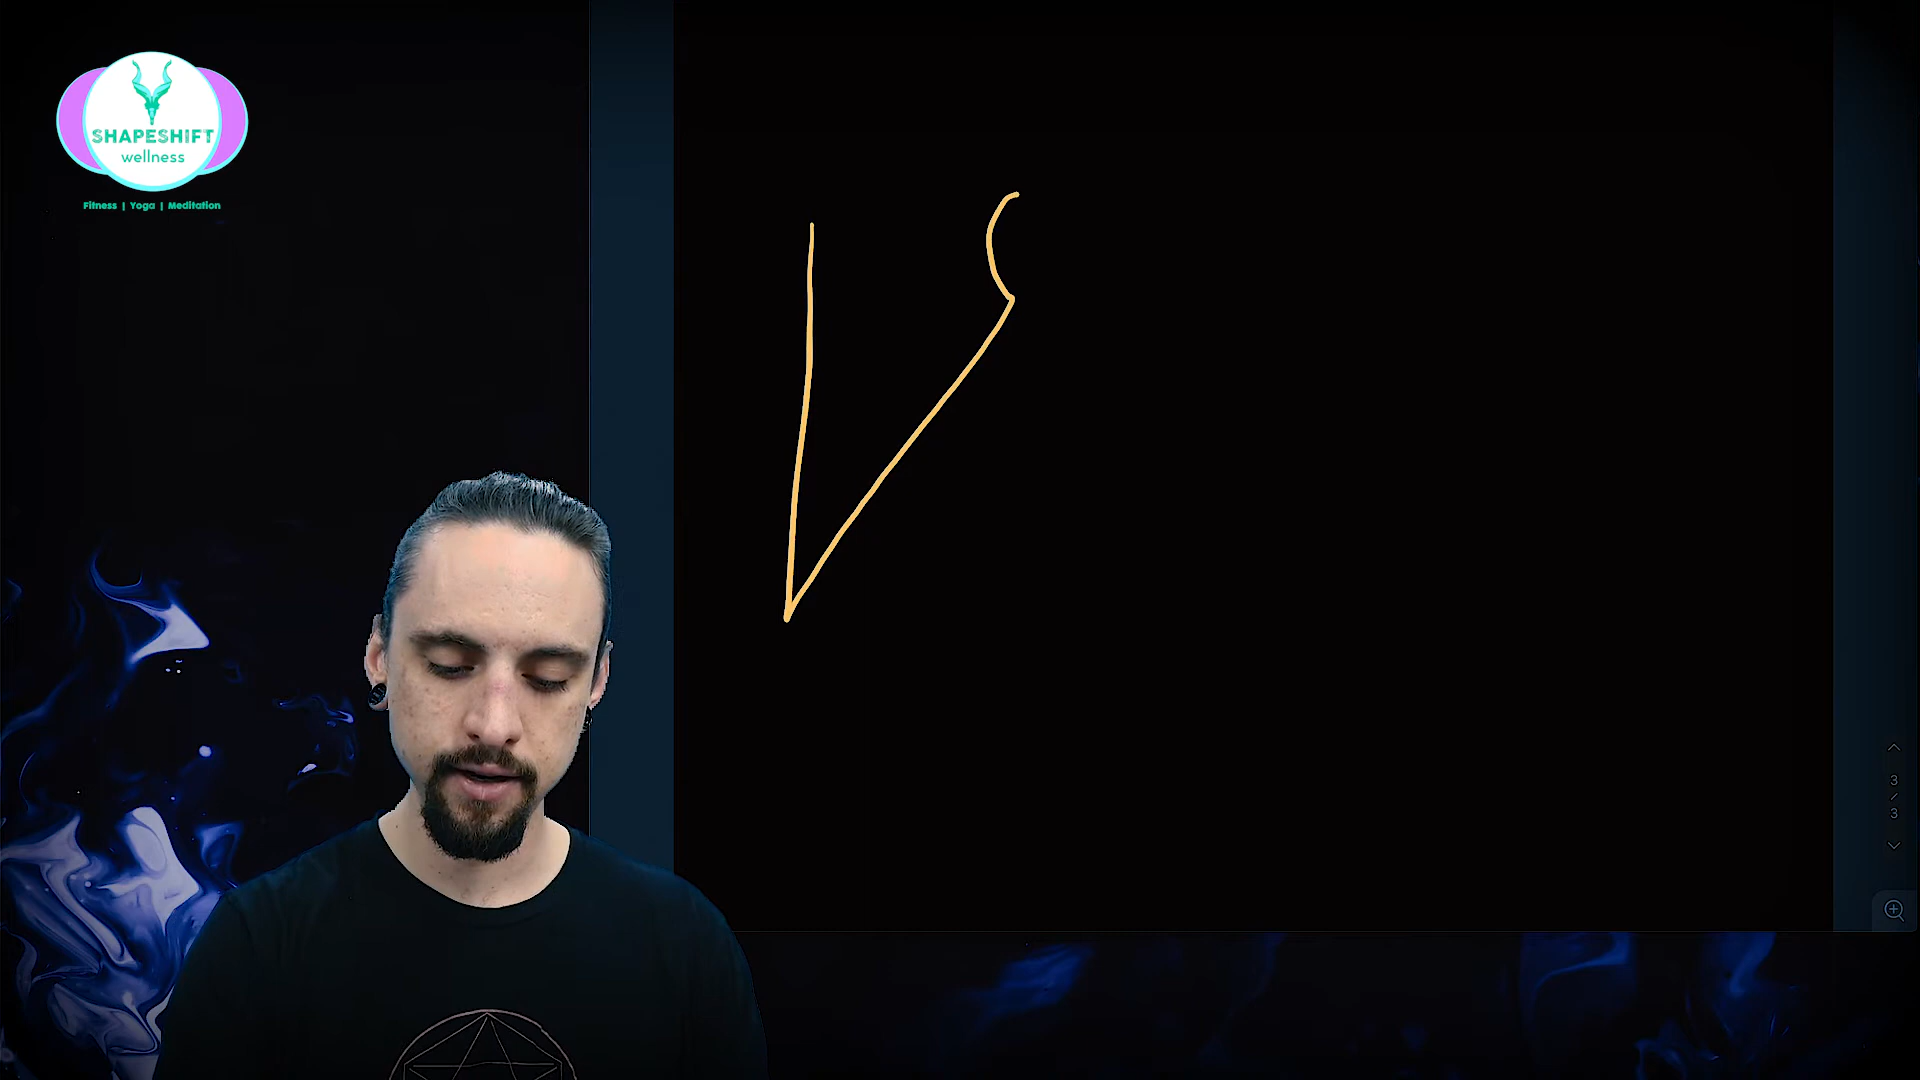 SHAPESHIFT
wellness
Fitness | Yoga | Meditation
3
/
3